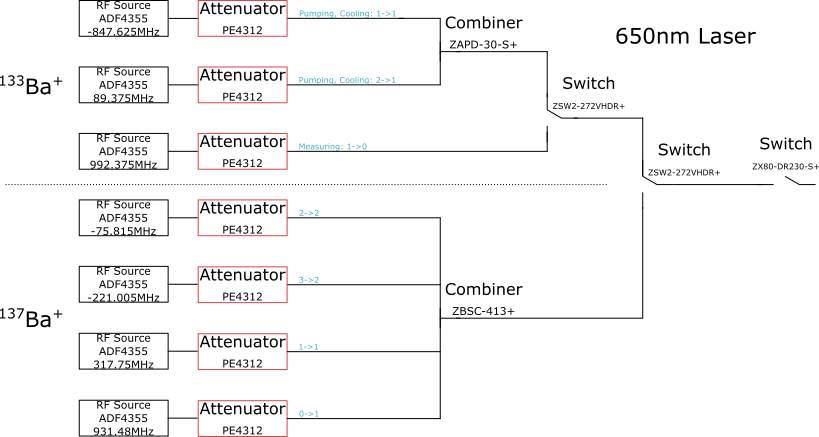 650nm Laser
133Ba+
RF Source
ADF4355
-847.625MHz
Attenuator
PE4312
Pumping, Cooling: 1->1
RF Source
ADF4355
89.375MHz
Attenuator
PE4312
Pumping, Cooling: 2->1
Combiner
ZAPD-30-S+
RF Source
ADF4355
992.375MHz
Attenuator
PE4312
Measuring: 1->0
Switch
ZSW2-272VHDR+
Switch
ZSW2-272VHDR+
Switch
ZX80-DR230-S+
137Ba+
RF Source
ADF4355
-75.815MHz
Attenuator
PE4312
2->2
RF Source
ADF4355
-221.005MHz
Attenuator
PE4312
3->2
RF Source
ADF4355
317.75MHz
Attenuator
PE4312
1->1
RF Source
ADF4355
931.48MHz
Attenuator
PE4312
0->1
Combiner
ZBSC-413+